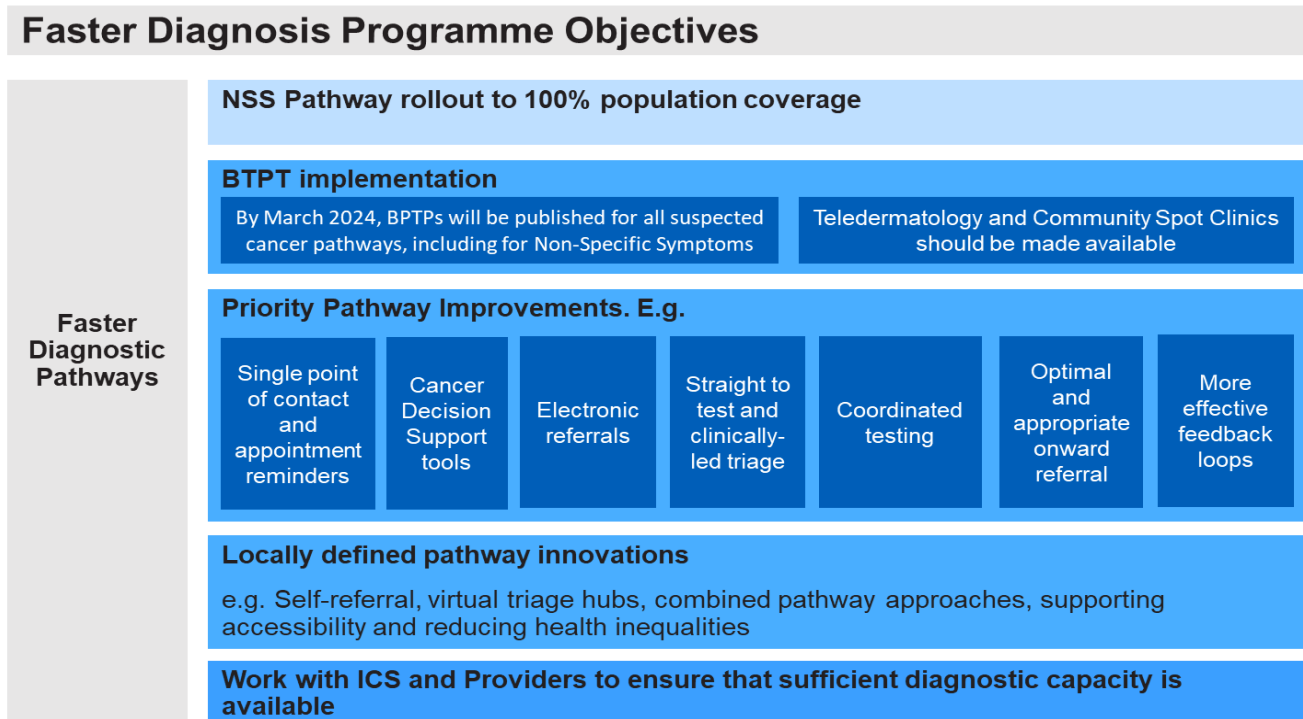 Faster Diagnosis Programme Objectives
Faster
Diagnostic
Pathways
NSS Pathway rollout to 100% population coverage
BTPT implementation
By March 2024, BPTPs will be published for all suspected
cancer pathways, including for Non-Specific Symptoms
Teledermatology and Community Spot Clinics
should be made available
Priority Pathway Improvements. E.g.
Single point
of contact
and
appointment
reminders
Cancer
Decision
Support
tools
Electronic
referrals
Straight to
test and
clinically-
led triage
Coordinated
testing
Optimal
and
appropriate
onward
referral
More
effective
feedback
loops
Locally defined pathway innovations
e.g. Self-referral, virtual triage hubs, combined pathway approaches, supporting
accessibility and reducing health inequalities
Work with ICS and Providers to ensure that sufficient diagnostic capacity is
available